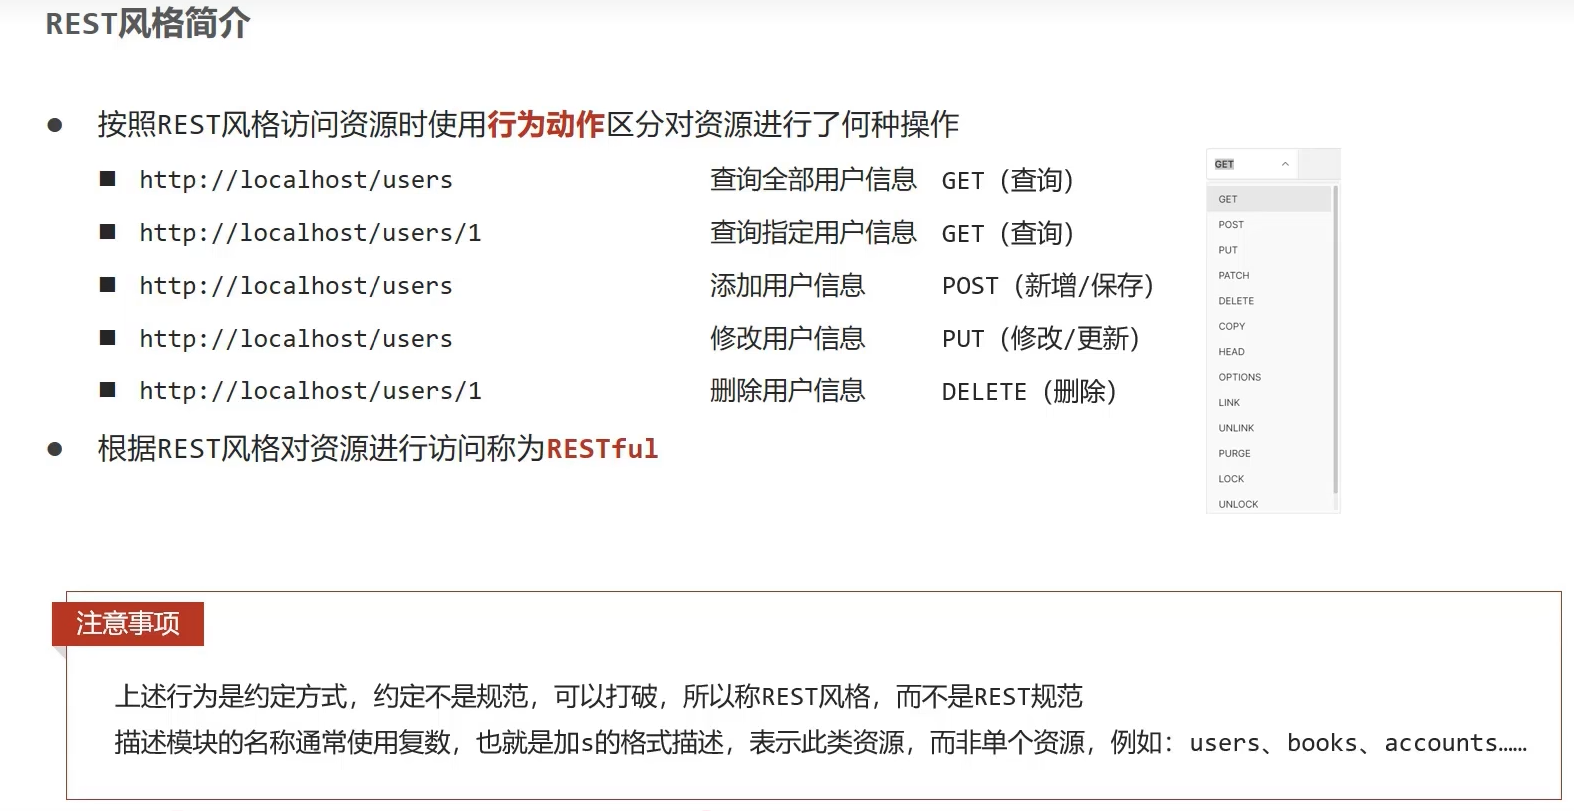 REST风格简介
● 按照REST风格访问资源时使用行为动作区分对资源进行了何种操作
■ http://localhost/users 查询全部用户信息 GET（查询）
■ http://localhost/users/1 查询指定用户信息 GET（查询）
■ http://localhost/users 添加用户信息 POST（新增/保存）
■ http://localhost/users 修改用户信息 PUT（修改/更新）
■ http://localhost/users/1 删除用户信息 DELETE（删除）
● 根据REST风格对资源进行访问称为RESTful
GET
GET
POST
PUT
PATCH
DELETE
COPY
HEAD
OPTIONS
LINK
UNLINK
PURGE
LOCK
UNLOCK
注意事项
上述行为是约定方式，约定不是规范，可以打破，所以称REST风格，而不是REST规范
描述模块的名称通常使用复数，也就是加s的格式描述，表示此类资源，而非单个资源，例如：users、books、accounts……